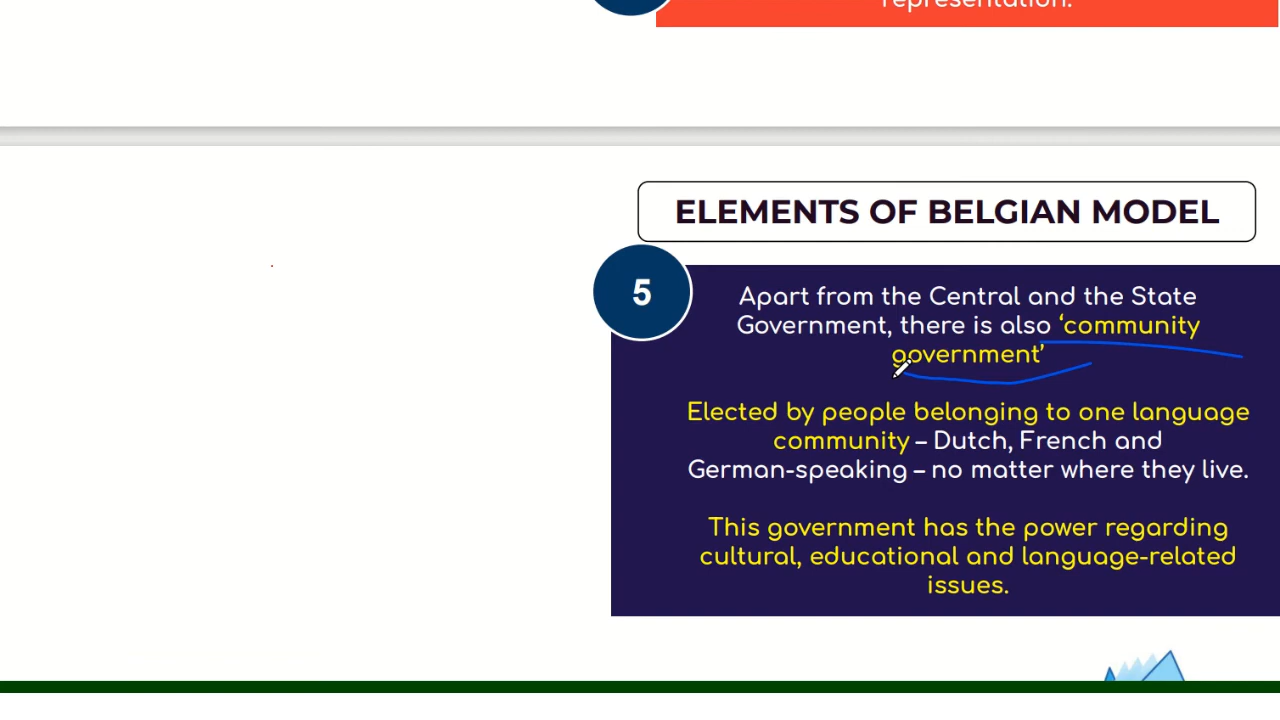 representation.
ELEMENTS OF BELGIAN MODEL
5
Apart from the Central and the State
Government, there is also ‘community
government’
Elected by people belonging to one language
community – Dutch, French and
German-speaking – no matter where they live.
This government has the power regarding
cultural, educational and language-related
issues.